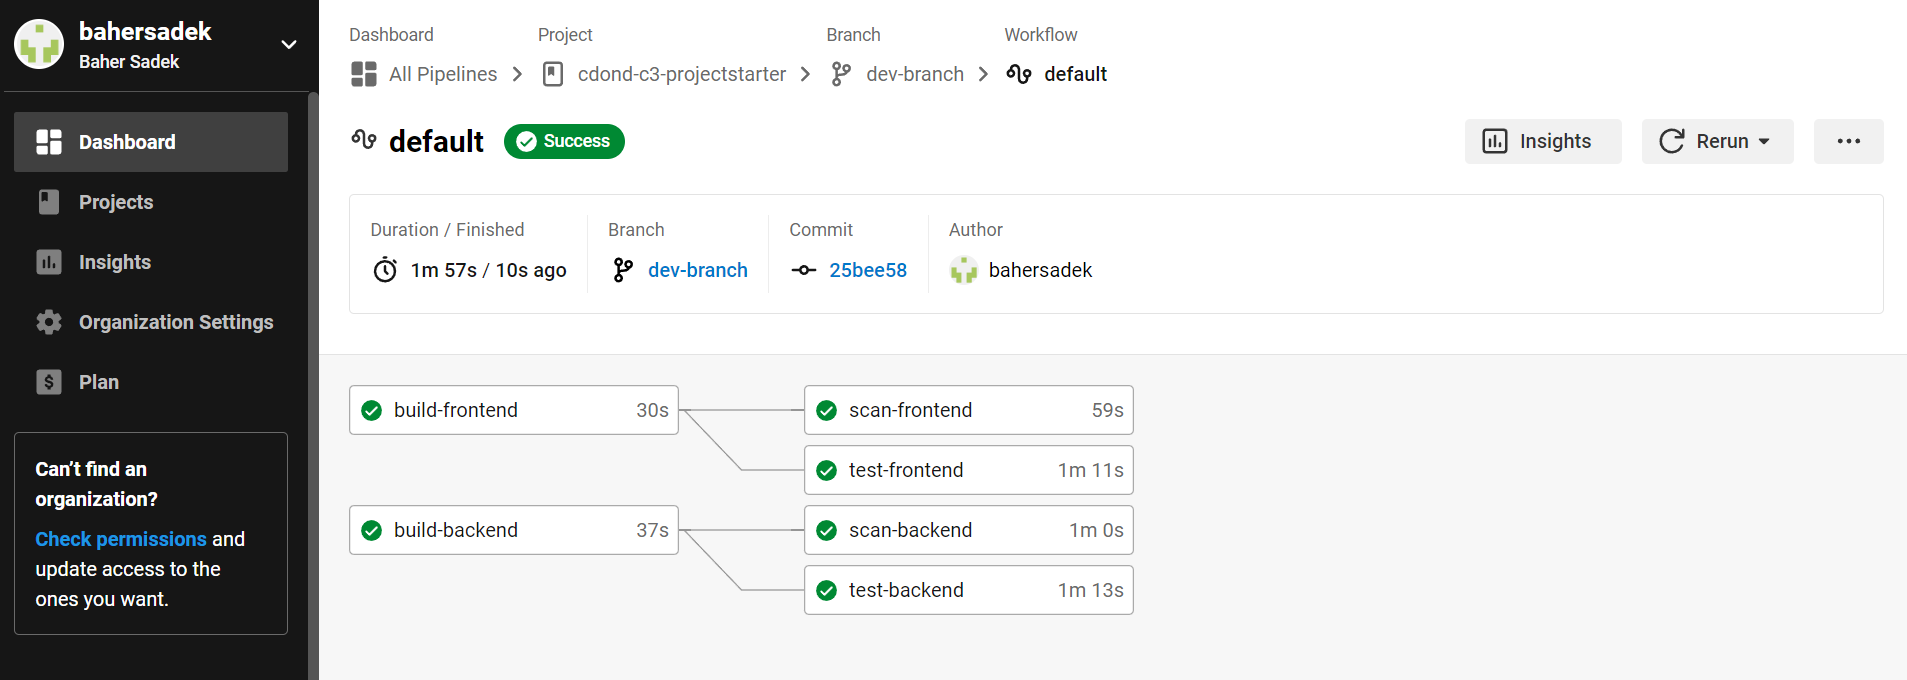 bahersadek
Baher Sadek
Dashboard
Projects
Insights
Organization Settings
Plan
Can't find an
organization?
Check permissions and
update access to the
ones you want.
Dashboard Project Branch Workflow
All Pipelines cdond-c3-projectstarter dev-branch default
default Success Insights Rerun
Duration / Finished Branch Commit Author
1m 57s / 10s ago dev-branch 25bee58 bahersadek
build-frontend 30s scan-frontend 59s
test-frontend 1m 11s
build-backend 37s scan-backend 1m 0s
test-backend 1m 13s